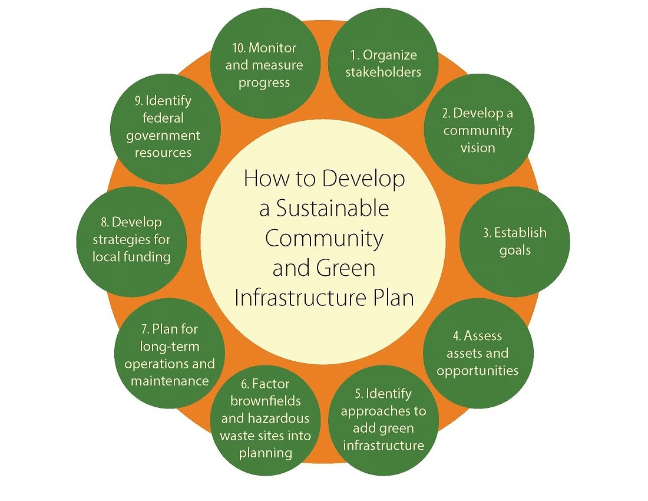 How to Develop
a Sustainable
Community
and Green
Infrastructure Plan
1. Organize
stakeholders
2. Develop a
community
vision
3. Establish
goals
4. Assess
assets and
opportunities
5. Identify
approaches to
add green
infrastructure
6. Factor
brownfields
and hazardous
waste sites into
planning
7. Plan for
long-term
operations and
maintenance
8. Develop
strategies for
local funding
9. Identify
federal
government
resources
10. Monitor
and measure
progress